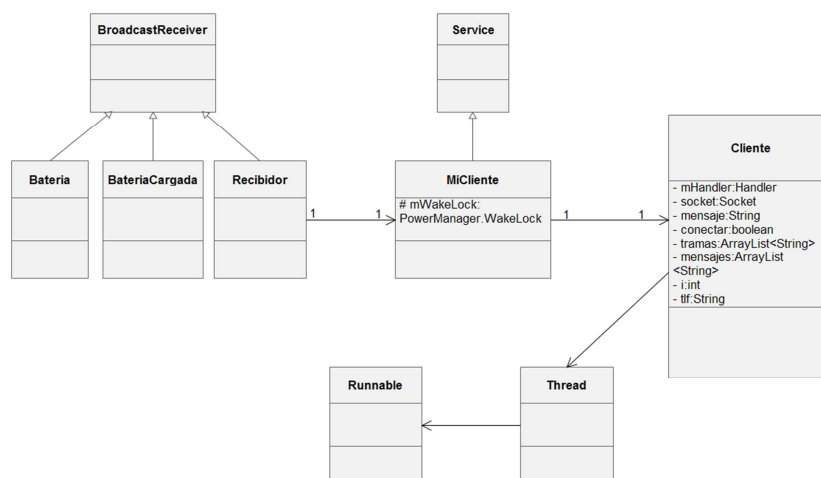 BroadcastReceiver
Service
Cliente
- mHandler:Handler
- socket:Socket
- mensaje:String
- conectar:boolean
- tramas:ArrayList<String>
- mensajes:ArrayList
<String>
- i:int
- tlf:String
Bateria
BateriaCargada
Recibidor
1
1
MiCliente
# mWakeLock:
PowerManager.WakeLock
1
1
Runnable
Thread